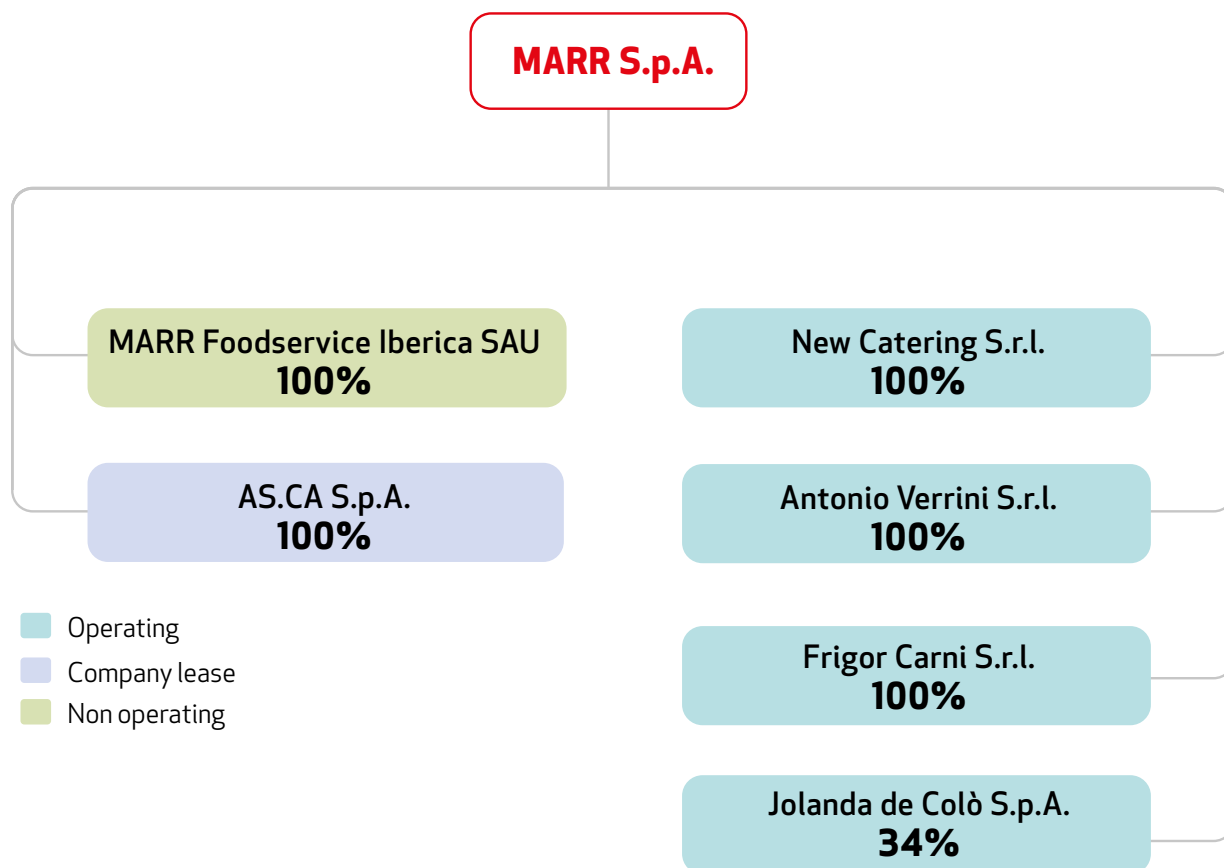 MARR S.p.A.
MARR Foodservice Iberica SAU
100%
New Catering S.r.l.
100%
AS.CA S.p.A.
100%
Antonio Verrini S.r.l.
100%
Operating
Company lease
Non operating
Frigor Carni S.r.l.
100%
Jolanda de Colò S.p.A.
34%